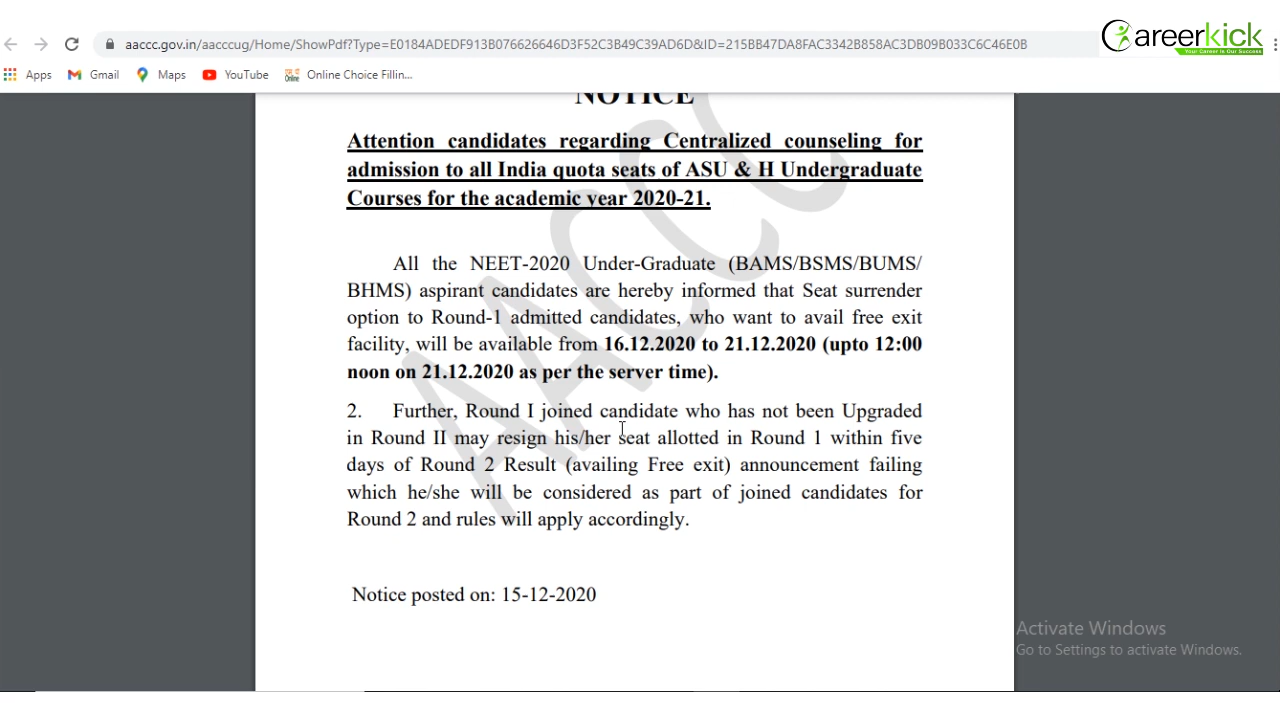 aaccc.gov.in/aacccug/Home/ShowPdf?Type=E0184ADEDF913B076626646D3F52C3B49C39AD6D&ID=215BB47DA8FAC3342B858AC3DB09B033C6C46E0B
Careerkick
Your Career is Our Success
Apps Gmail Maps YouTube Online Choice Fillin...
NOTICE
Attention candidates regarding Centralized counseling for
admission to all India quota seats of ASU & H Undergraduate
Courses for the academic year 2020-21.
All the NEET-2020 Under-Graduate (BAMS/BSMS/BUMS/
BHMS) aspirant candidates are hereby informed that Seat surrender
option to Round-1 admitted candidates, who want to avail free exit
facility, will be available from 16.12.2020 to 21.12.2020 (upto 12:00
noon on 21.12.2020 as per the server time).
2. Further, Round I joined candidate who has not been Upgraded
in Round II may resign his/her seat allotted in Round 1 within five
days of Round 2 Result (availing Free exit) announcement failing
which he/she will be considered as part of joined candidates for
Round 2 and rules will apply accordingly.
Notice posted on: 15-12-2020
AACCC
Activate Windows
Go to Settings to activate Windows.